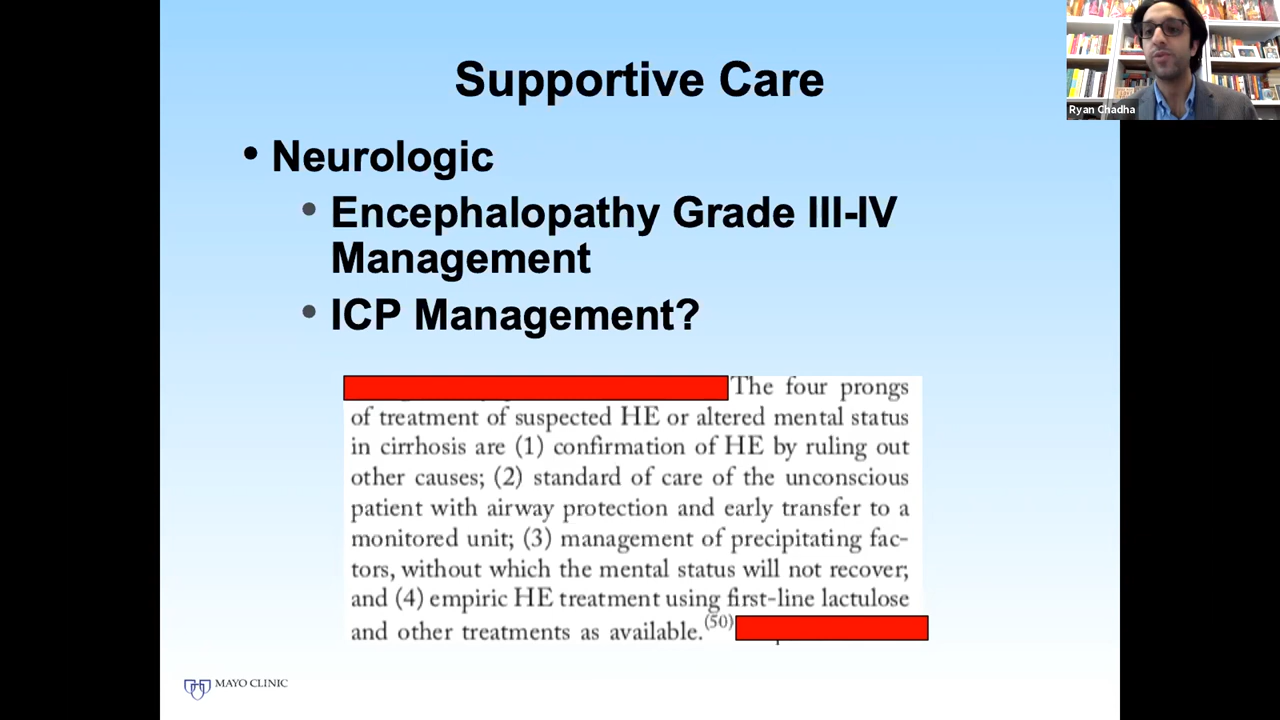 Supportive Care
• Neurologic
• Encephalopathy Grade III-IV
Management
• ICP Management?
The four prongs
of treatment of suspected HE or altered mental status
in cirrhosis are (1) confirmation of HE by ruling out
other causes; (2) standard of care of the unconscious
patient with airway protection and early transfer to a
monitored unit; (3) management of precipitating fac-
tors, without which the mental status will not recover;
and (4) empiric HE treatment using first-line lactulose
and other treatments as available.(50)
MAYO CLINIC
Ryan Chadha